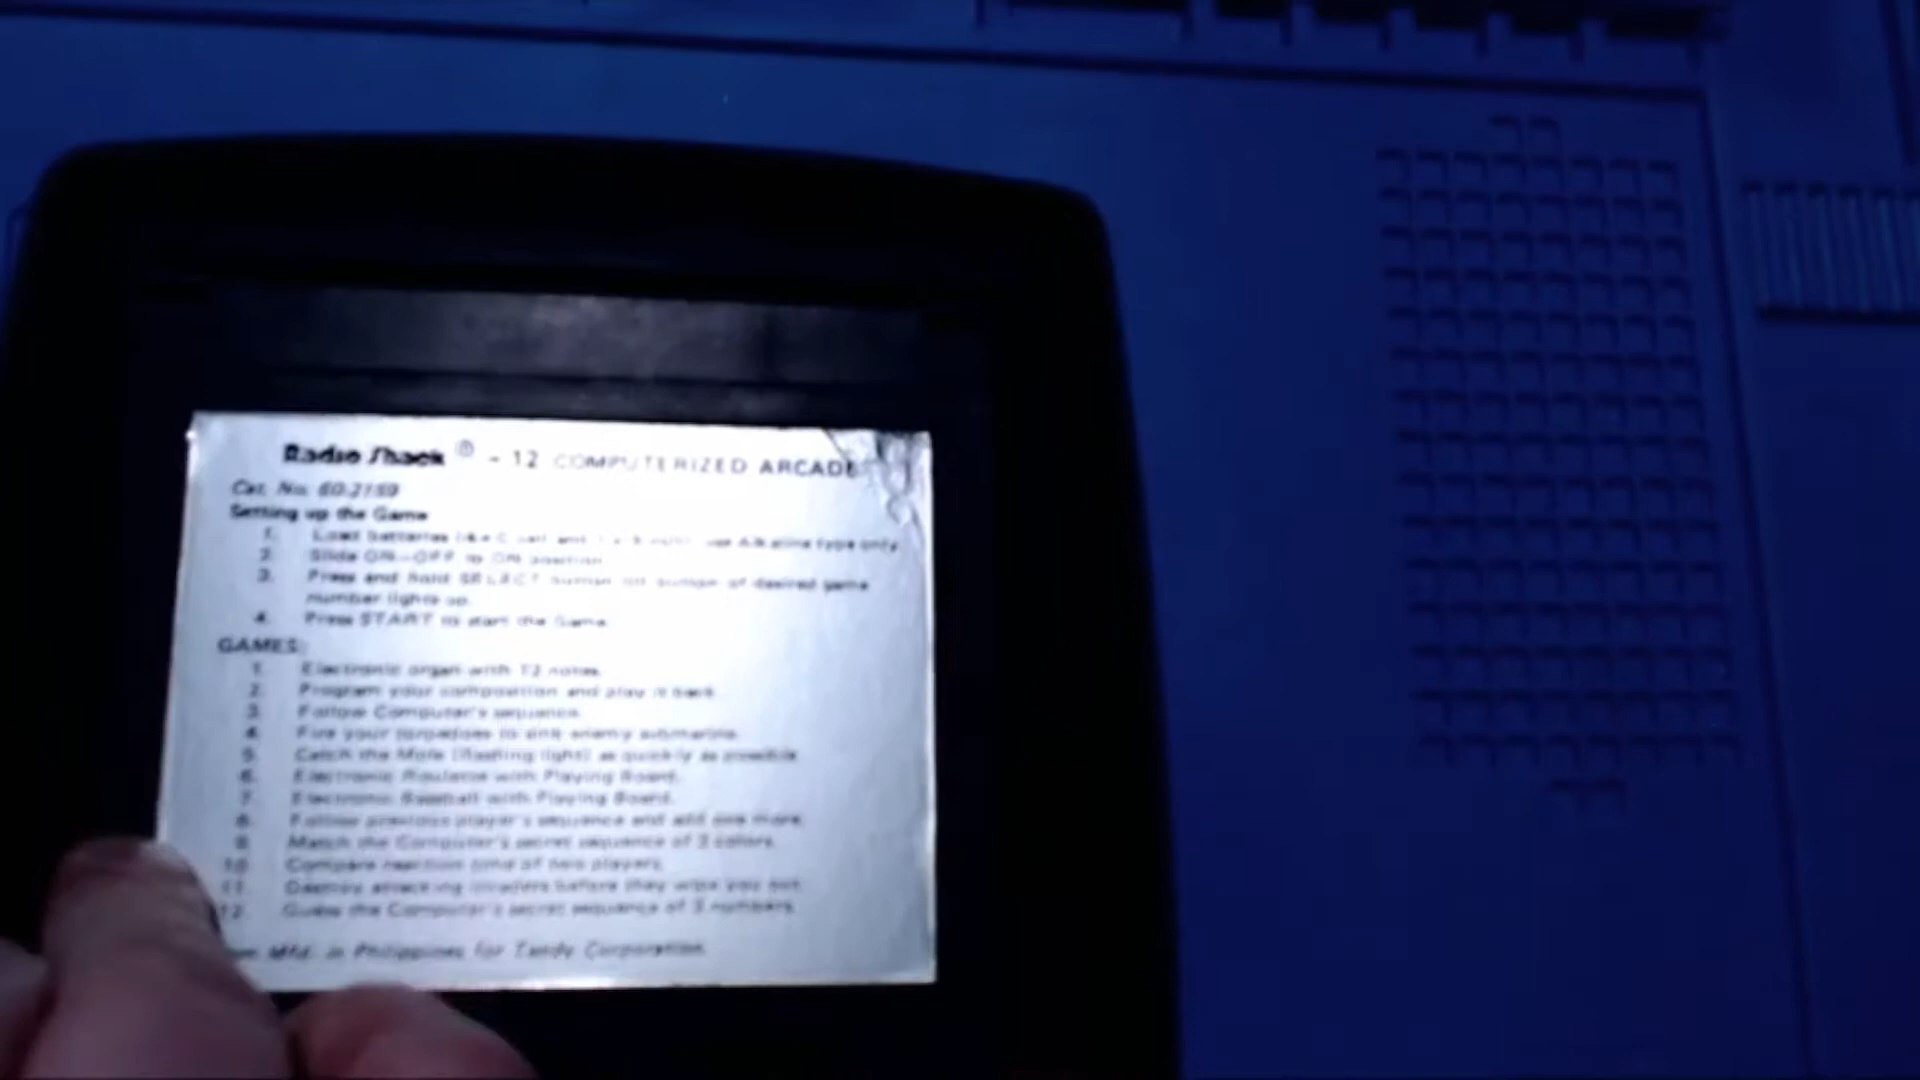 Radio Shack ® - 12 COMPUTERIZED ARCADE
Cat. No. 60-2159
Setting up the Game
1. Load batteries use Alkaline type only.
2. Slide ON-OFF to ON position.
3. Press and hold SELECT button of desired game
number lights up.
4. Press START to start the Game.
GAMES:
1. Electronic organ with 12 notes.
2. Program your composition and play it back.
3. Follow Computer's sequence.
4. Fire your torpedoes to sink enemy submarine.
5. Catch the Mole (flashing light) as quickly as possible.
6. Electronic Roulette with Playing Board.
7. Electronic Baseball with Playing Board.
8. Follow previous player's sequence and add one more.
9. Match the Computer's secret sequence of 3 colors.
10. Compare reaction time of two players.
11. Destroy attacking invaders before they wipe you out.
12. Guess the Computer's secret sequence of 3 numbers.
Mfd. in Philippines for Tandy Corporation.